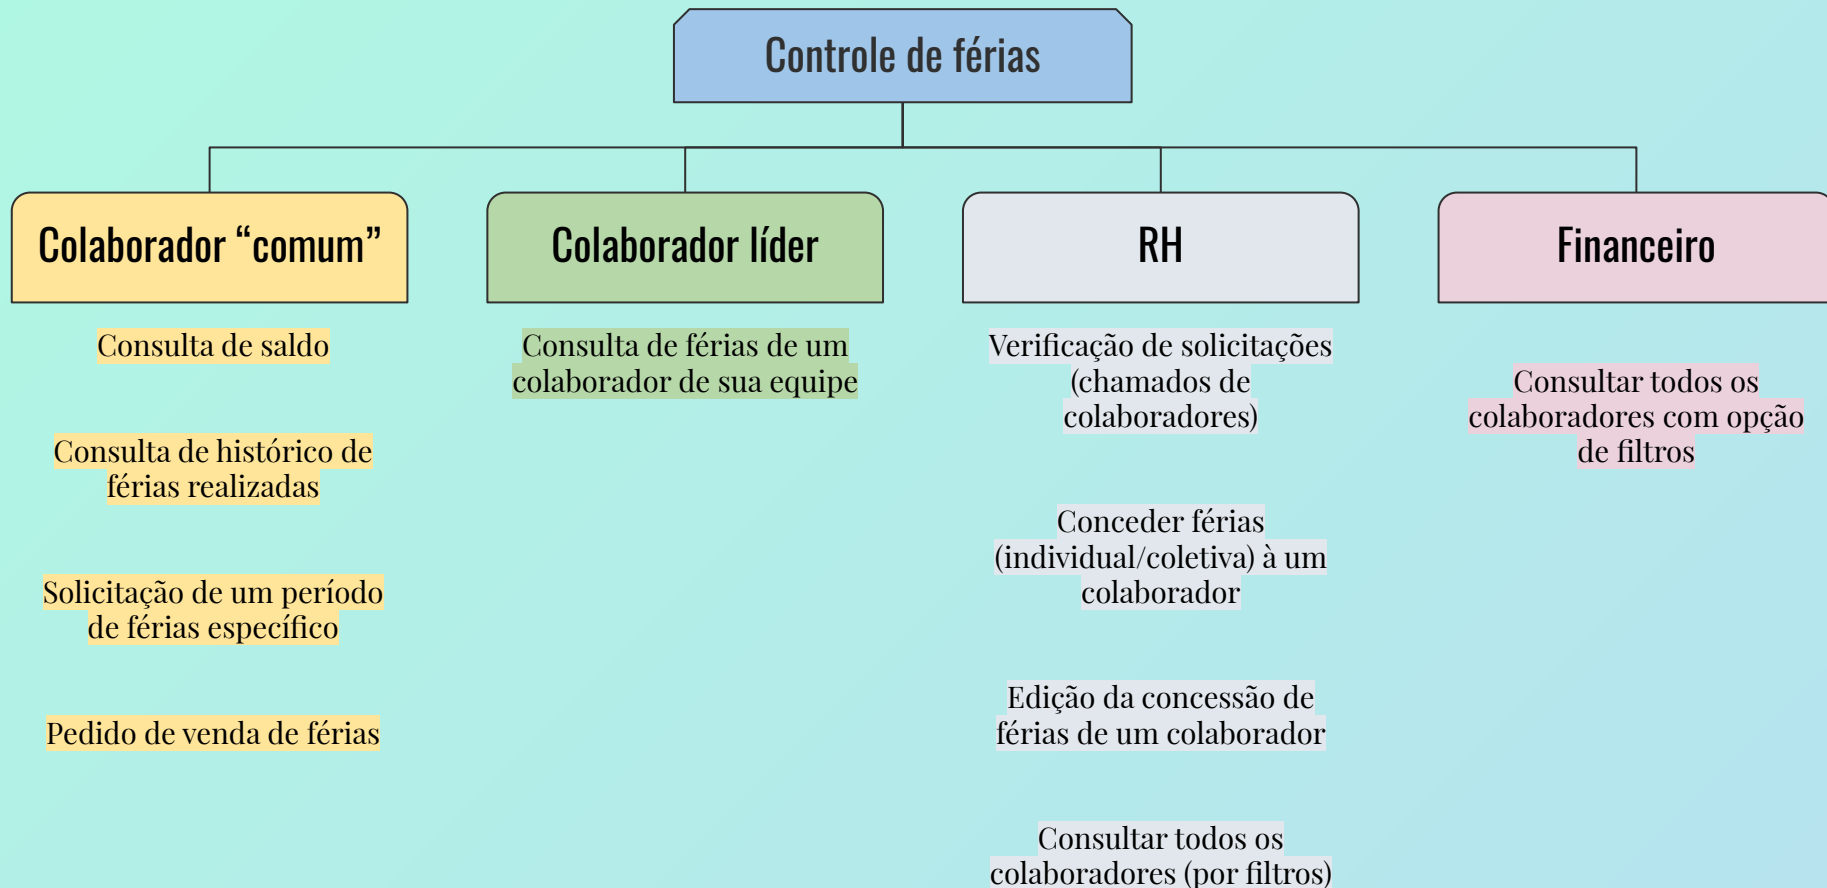 Controle de férias
Colaborador “comum”
Consulta de saldo
Consulta de histórico de
férias realizadas
Solicitação de um período
de férias específico
Pedido de venda de férias
Colaborador líder
Consulta de férias de um
colaborador de sua equipe
RH
Verificação de solicitações
(chamados de
colaboradores)
Conceder férias
(individual/coletiva) à um
colaborador
Edição da concessão de
férias de um colaborador
Consultar todos os
colaboradores (por filtros)
Financeiro
Consultar todos os
colaboradores com opção
de filtros